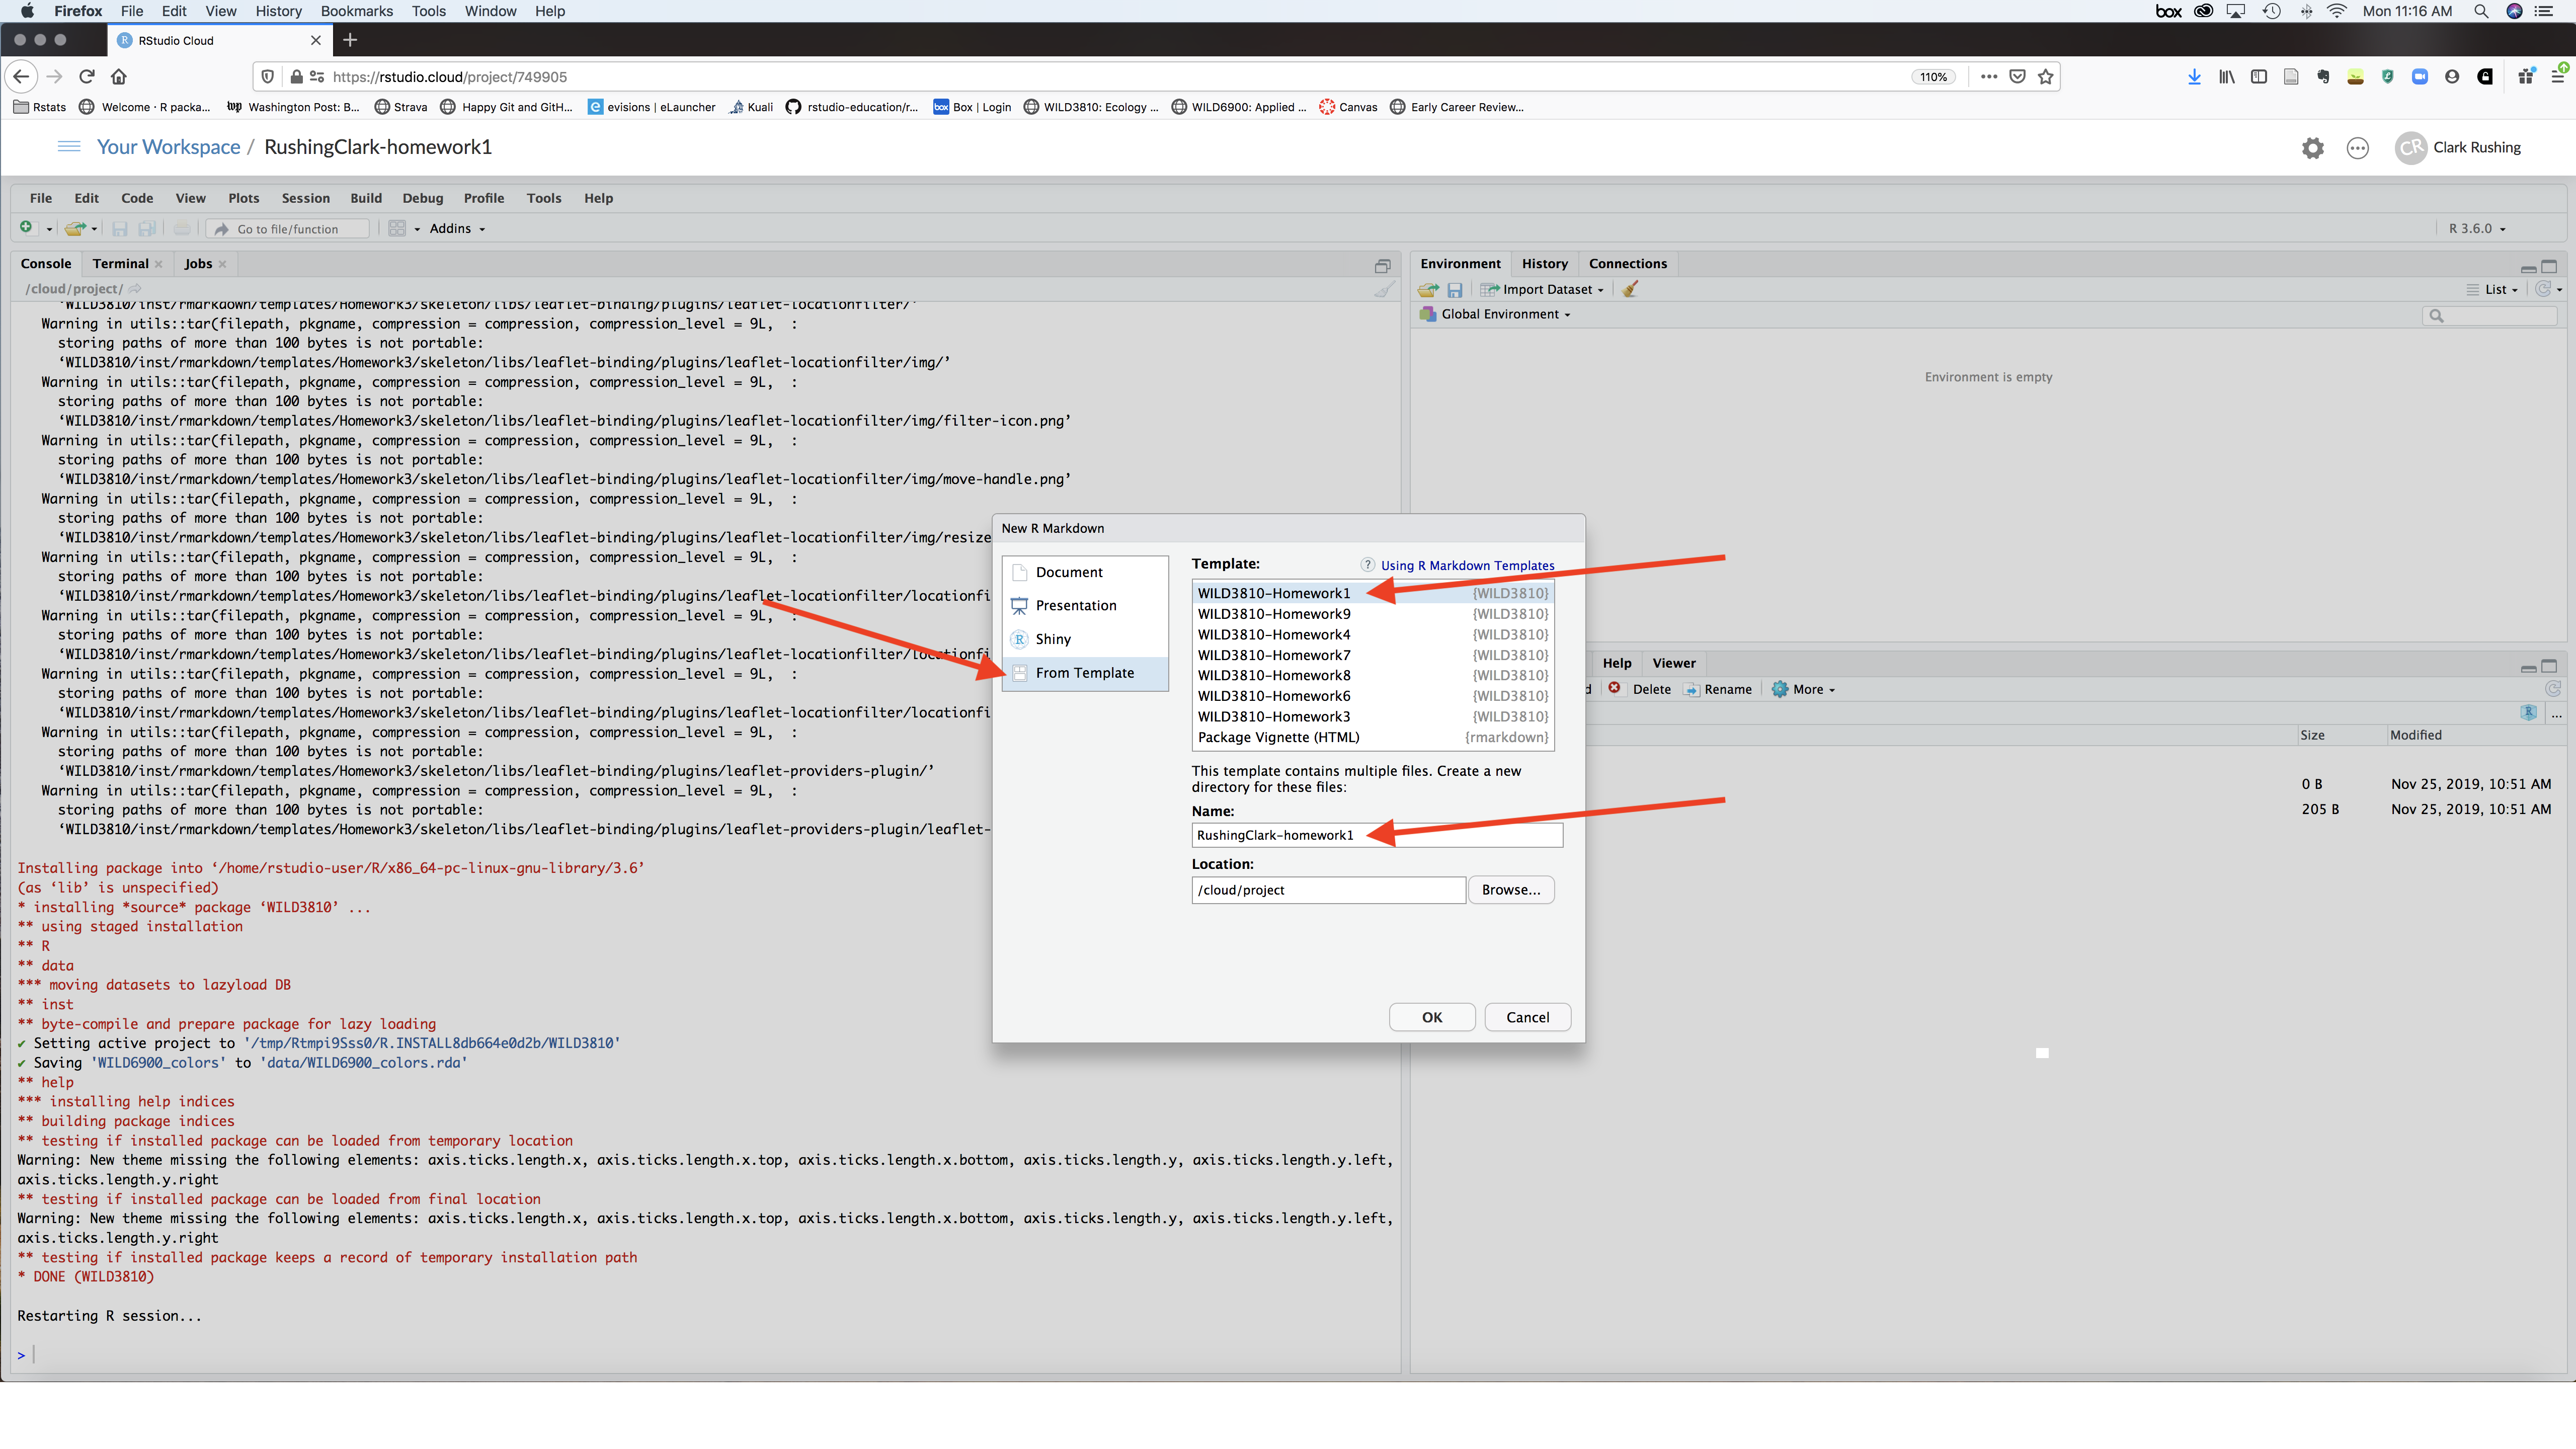 Firefox File Edit View History Bookmarks Tools Window Help
box Mon 11:16 AM
RStudio Cloud
https://rstudio.cloud/project/749905
110%
Rstats Welcome · R packa... wp Washington Post: B... Strava Happy Git and GitH... e evisions | eLauncher Kuali rstudio-education/r... box Box | Login WILD3810: Ecology ... WILD6900: Applied ... Canvas Early Career Review...
Your Workspace / RushingClark-homework1
CR Clark Rushing
File Edit Code View Plots Session Build Debug Profile Tools Help
Go to file/function Addins
R 3.6.0
Console Terminal Jobs
/cloud/project/
‘WILD3810/inst/rmarkdown/templates/Homework3/skeleton/libs/leaflet-binding/plugins/leaflet-locationfilter/’
Warning in utils::tar(filepath, pkgname, compression = compression, compression_level = 9L, :
storing paths of more than 100 bytes is not portable:
‘WILD3810/inst/rmarkdown/templates/Homework3/skeleton/libs/leaflet-binding/plugins/leaflet-locationfilter/img/’
Warning in utils::tar(filepath, pkgname, compression = compression, compression_level = 9L, :
storing paths of more than 100 bytes is not portable:
‘WILD3810/inst/rmarkdown/templates/Homework3/skeleton/libs/leaflet-binding/plugins/leaflet-locationfilter/img/filter-icon.png’
Warning in utils::tar(filepath, pkgname, compression = compression, compression_level = 9L, :
storing paths of more than 100 bytes is not portable:
‘WILD3810/inst/rmarkdown/templates/Homework3/skeleton/libs/leaflet-binding/plugins/leaflet-locationfilter/img/move-handle.png’
Warning in utils::tar(filepath, pkgname, compression = compression, compression_level = 9L, :
storing paths of more than 100 bytes is not portable:
‘WILD3810/inst/rmarkdown/templates/Homework3/skeleton/libs/leaflet-binding/plugins/leaflet-locationfilter/img/resize
Warning in utils::tar(filepath, pkgname, compression = compression, compression_level = 9L, :
storing paths of more than 100 bytes is not portable:
‘WILD3810/inst/rmarkdown/templates/Homework3/skeleton/libs/leaflet-binding/plugins/leaflet-locationfilter/locationfi
Warning in utils::tar(filepath, pkgname, compression = compression, compression_level = 9L, :
storing paths of more than 100 bytes is not portable:
‘WILD3810/inst/rmarkdown/templates/Homework3/skeleton/libs/leaflet-binding/plugins/leaflet-locationfilter/locationfi
Warning in utils::tar(filepath, pkgname, compression = compression, compression_level = 9L, :
storing paths of more than 100 bytes is not portable:
‘WILD3810/inst/rmarkdown/templates/Homework3/skeleton/libs/leaflet-binding/plugins/leaflet-locationfilter/locationfi
Warning in utils::tar(filepath, pkgname, compression = compression, compression_level = 9L, :
storing paths of more than 100 bytes is not portable:
‘WILD3810/inst/rmarkdown/templates/Homework3/skeleton/libs/leaflet-binding/plugins/leaflet-providers-plugin/’
Warning in utils::tar(filepath, pkgname, compression = compression, compression_level = 9L, :
storing paths of more than 100 bytes is not portable:
‘WILD3810/inst/rmarkdown/templates/Homework3/skeleton/libs/leaflet-binding/plugins/leaflet-providers-plugin/leaflet-
Installing package into ‘/home/rstudio-user/R/x86_64-pc-linux-gnu-library/3.6’
(as ‘lib’ is unspecified)
* installing *source* package ‘WILD3810’ ...
** using staged installation
** R
** data
*** moving datasets to lazyload DB
** inst
** byte-compile and prepare package for lazy loading
✔ Setting active project to '/tmp/Rtmpi9Sss0/R.INSTALL8db664e0d2b/WILD3810'
✔ Saving 'WILD6900_colors' to 'data/WILD6900_colors.rda'
** help
*** installing help indices
** building package indices
** testing if installed package can be loaded from temporary location
Warning: New theme missing the following elements: axis.ticks.length.x, axis.ticks.length.x.top, axis.ticks.length.x.bottom, axis.ticks.length.y, axis.ticks.length.y.left,
axis.ticks.length.y.right
** testing if installed package can be loaded from final location
Warning: New theme missing the following elements: axis.ticks.length.x, axis.ticks.length.x.top, axis.ticks.length.x.bottom, axis.ticks.length.y, axis.ticks.length.y.left,
axis.ticks.length.y.right
** testing if installed package keeps a record of temporary installation path
* DONE (WILD3810)
Restarting R session...
>
New R Markdown
Document
Presentation
Shiny
From Template
Template: ? Using R Markdown Templates
WILD3810-Homework1 {WILD3810}
WILD3810-Homework9 {WILD3810}
WILD3810-Homework4 {WILD3810}
WILD3810-Homework7 {WILD3810}
WILD3810-Homework8 {WILD3810}
WILD3810-Homework6 {WILD3810}
WILD3810-Homework3 {WILD3810}
Package Vignette (HTML) {rmarkdown}
This template contains multiple files. Create a new
directory for these files:
Name:
RushingClark-homework1
Location:
/cloud/project Browse...
OK Cancel
Environment History Connections
Import Dataset List
Global Environment
Environment is empty
Help Viewer
d Delete Rename More
R ...
Size Modified
0 B Nov 25, 2019, 10:51 AM
205 B Nov 25, 2019, 10:51 AM